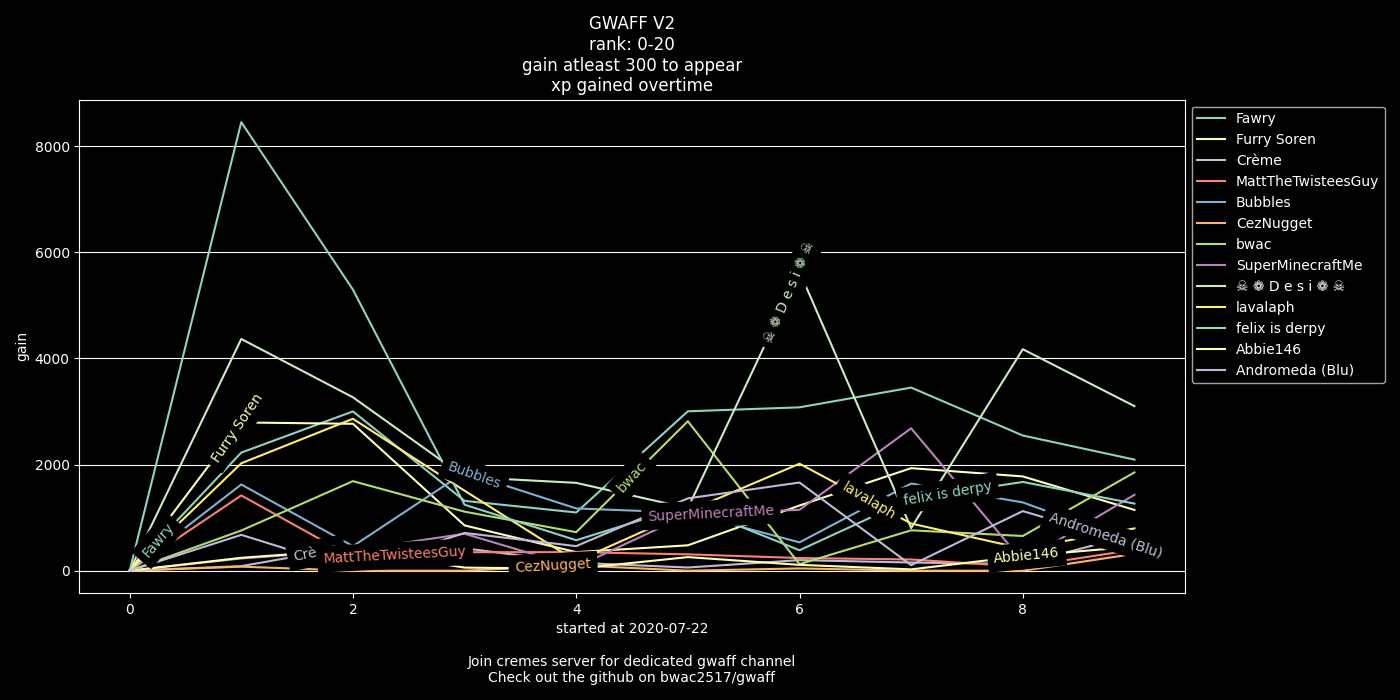 GWAFF V2
rank: 0-20
gain atleast 300 to appear
xp gained overtime
gain
8000
6000
4000
2000
0
0 2 4 6 8
started at 2020-07-22
Fawry
Furry Soren
Crè
MattTheTwisteesGuy
Bubbles
CezNugget
bwac
SuperMinecraftMe
☠ ❁ D e s i ❁ ☠
lavalaph
felix is derpy
Abbie146
Andromeda (Blu)
Fawry
Furry Soren
Crème
MattTheTwisteesGuy
Bubbles
CezNugget
bwac
SuperMinecraftMe
☠ ❁ D e s i ❁ ☠
lavalaph
felix is derpy
Abbie146
Andromeda (Blu)
Join cremes server for dedicated gwaff channel
Check out the github on bwac2517/gwaff